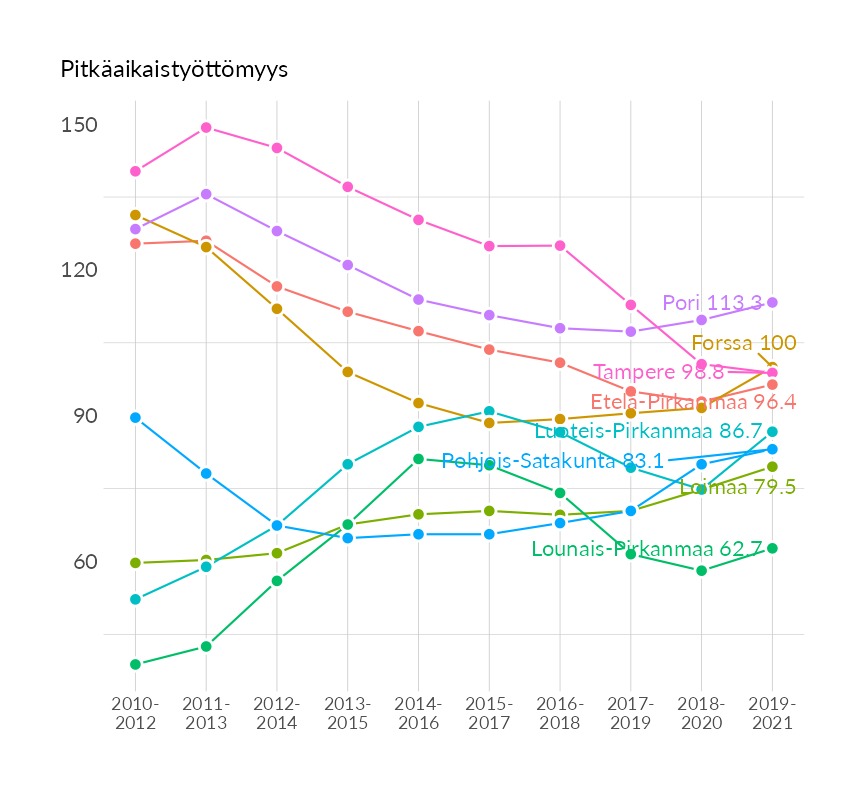 Pitkäaikaistyöttömyys
150
120
90
60
Pori 113.3
Forssa 100
Tampere 98.8
Etelä-Pirkanmaa 96.4
Luoteis-Pirkanmaa 86.7
Pohjois-Satakunta 83.1
Loimaa 79.5
Lounais-Pirkanmaa 62.7
2010-
2012
2011-
2013
2012-
2014
2013-
2015
2014-
2016
2015-
2017
2016-
2018
2017-
2019
2018-
2020
2019-
2021